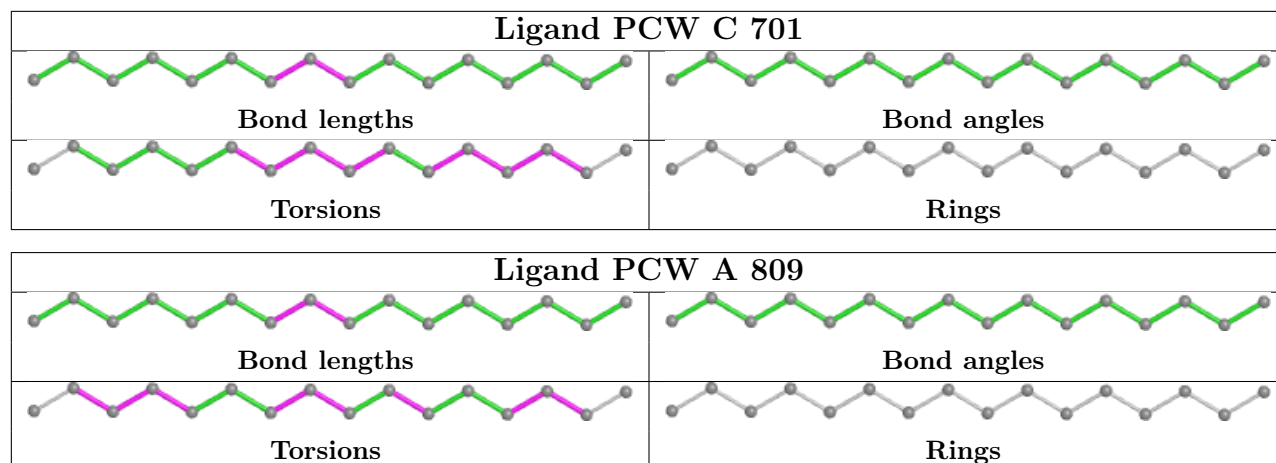 Ligand PCW C 701
Bond lengths
Bond angles
Torsions
Rings
Ligand PCW A 809
Bond lengths
Bond angles
Torsions
Rings